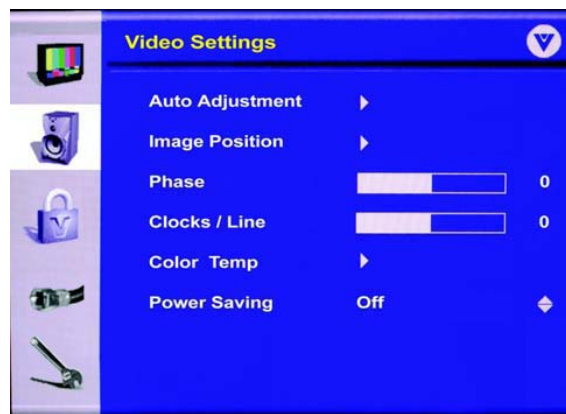 Video Settings
Auto Adjustment
Image Position
Phase 0
Clocks / Line 0
Color Temp
Power Saving Off